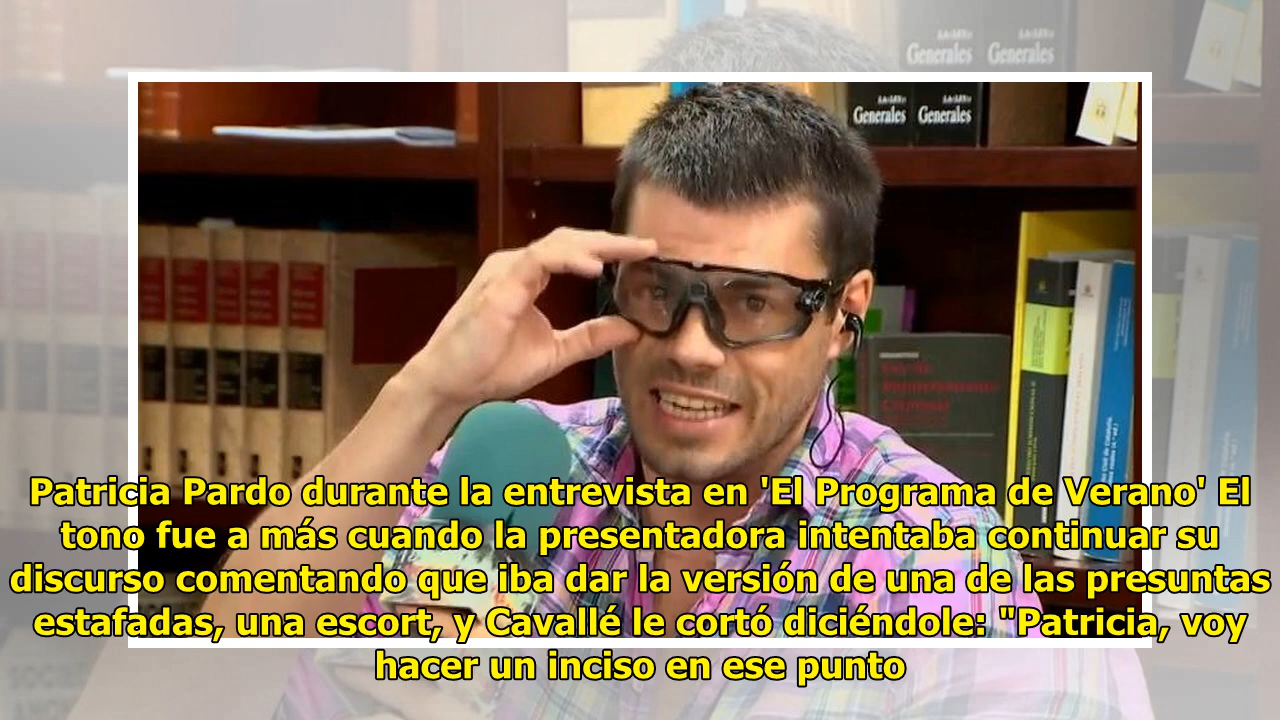 Generales
Generales
Generales
Generales
Patricia Pardo durante la entrevista en 'El Programa de Verano' El
tono fue a más cuando la presentadora intentaba continuar su
discurso comentando que iba dar la versión de una de las presuntas
estafadas, una escort, y Cavallé le cortó diciéndole: "Patricia, voy
hacer un inciso en ese punto